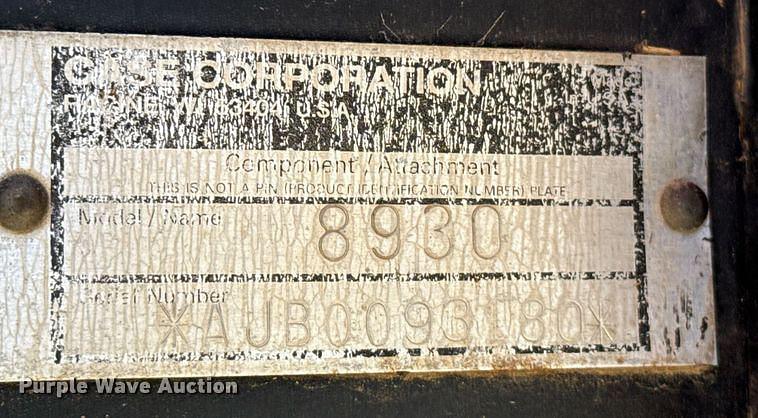 CASE CORPORATION
RACINE, WI 53404 U.S.A.
Component / Attachment
THIS IS NOT A PIN (PRODUCT IDENTIFICATION NUMBER) PLATE
Model / Name
8930
Serial Number
Purple Wave Auction